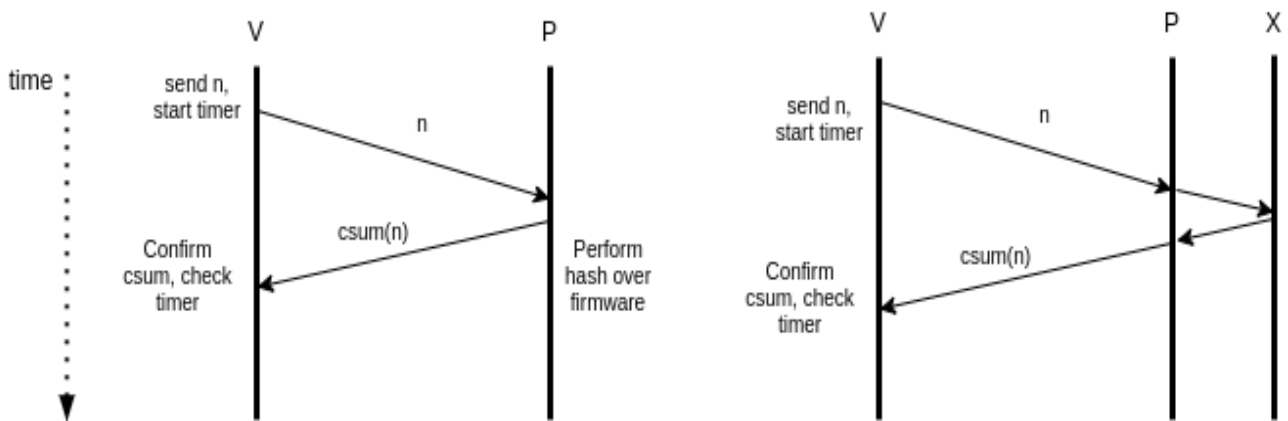 V
P
time
send n,
start timer
n
csum(n)
Confirm
csum, check
timer
Perform
hash over
firmware
V
P
X
send n,
start timer
n
csum(n)
Confirm
csum, check
timer